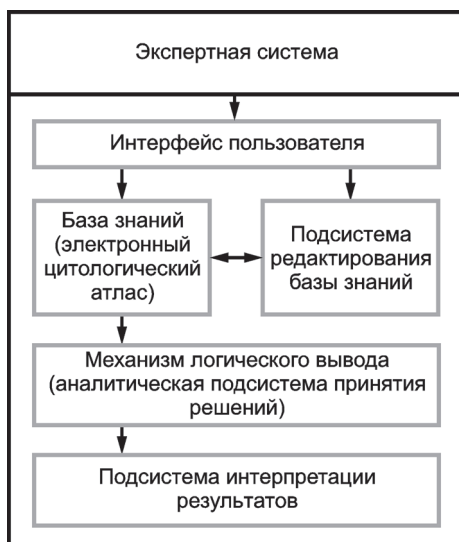 Экспертная система
Интерфейс пользователя
База знаний
(электронный
цитологический
атлас)
Подсистема
редактирования
базы знаний
Механизм логического вывода
(аналитическая подсистема принятия
решений)
Подсистема интерпретации
результатов